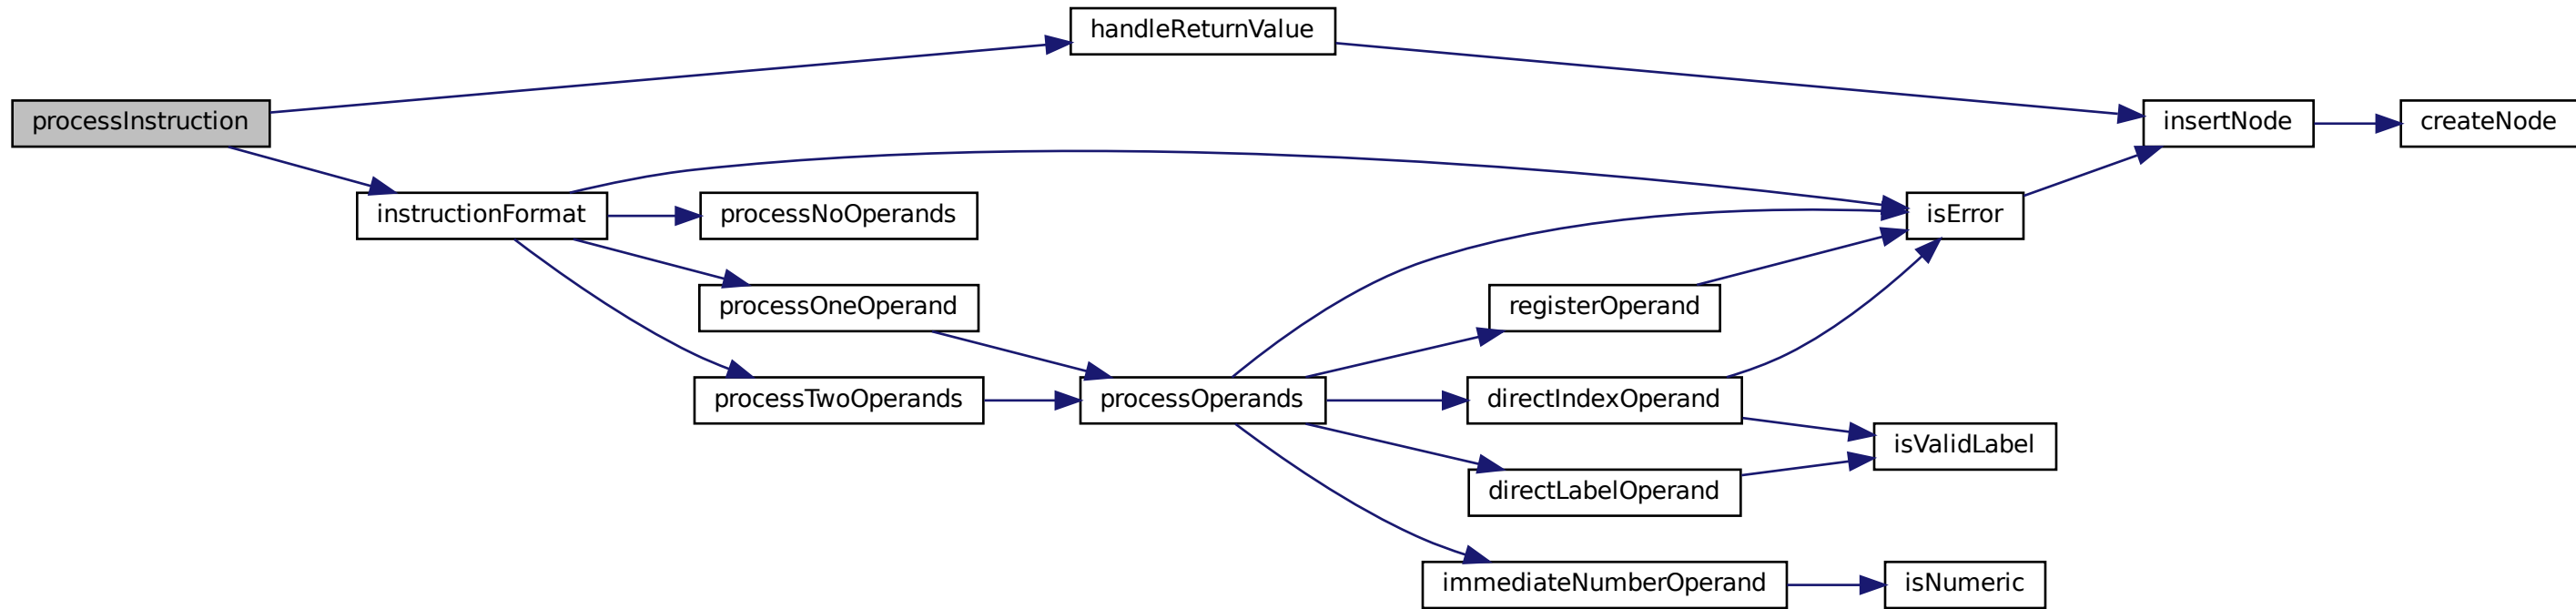 handleReturnValue
processInstruction
insertNode
createNode
instructionFormat
processNoOperands
isError
processOneOperand
registerOperand
processTwoOperands
processOperands
directIndexOperand
isValidLabel
directLabelOperand
immediateNumberOperand
isNumeric